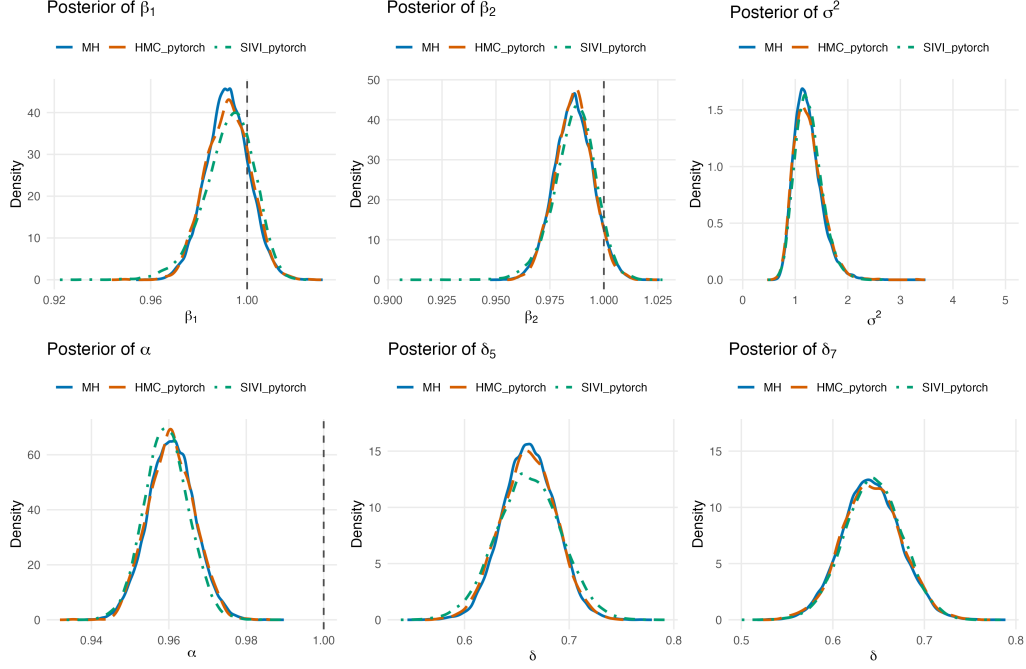 Posterior of β₁
MH HMC_pytorch SIVI_pytorch
Density
40
30
20
10
0
0.92 0.96 1.00
β₁
Posterior of β₂
MH HMC_pytorch SIVI_pytorch
Density
50
40
30
20
10
0
0.900 0.925 0.950 0.975 1.000 1.025
β₂
Posterior of σ²
MH HMC_pytorch SIVI_pytorch
Density
1.5
1.0
0.5
0.0
0 1 2 3 4 5
σ²
Posterior of α
MH HMC_pytorch SIVI_pytorch
Density
60
40
20
0
0.94 0.96 0.98 1.00
α
Posterior of δ₅
MH HMC_pytorch SIVI_pytorch
Density
15
10
5
0
0.6 0.7 0.8
δ
Posterior of δ₇
MH HMC_pytorch SIVI_pytorch
Density
15
10
5
0
0.5 0.6 0.7 0.8
δ